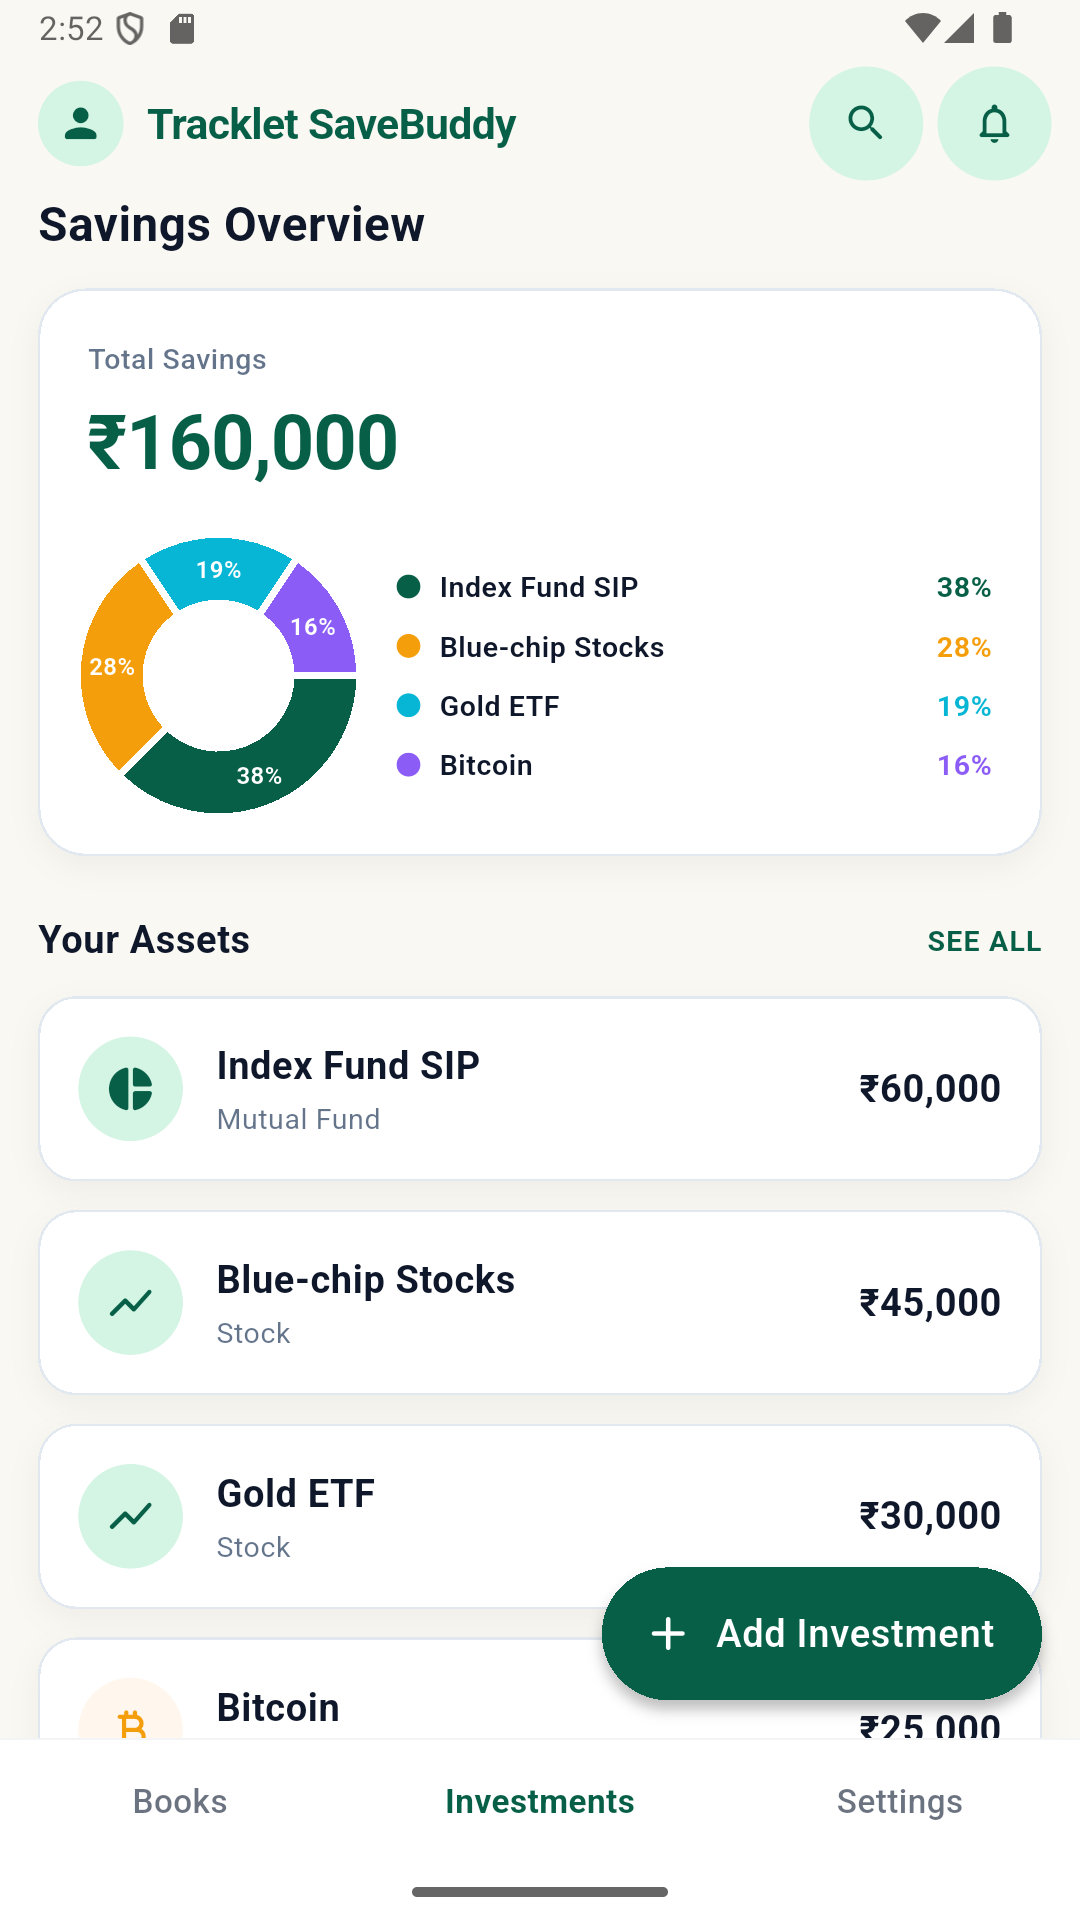 2:52
Tracklet SaveBuddy
Savings Overview
Total Savings
₹160,000
19%
16%
28%
38%
Index Fund SIP 38%
Blue-chip Stocks 28%
Gold ETF 19%
Bitcoin 16%
Your Assets SEE ALL
Index Fund SIP
Mutual Fund
₹60,000
Blue-chip Stocks
Stock
₹45,000
Gold ETF
Stock
₹30,000
Add Investment
Bitcoin
₹25,000
Books Investments Settings